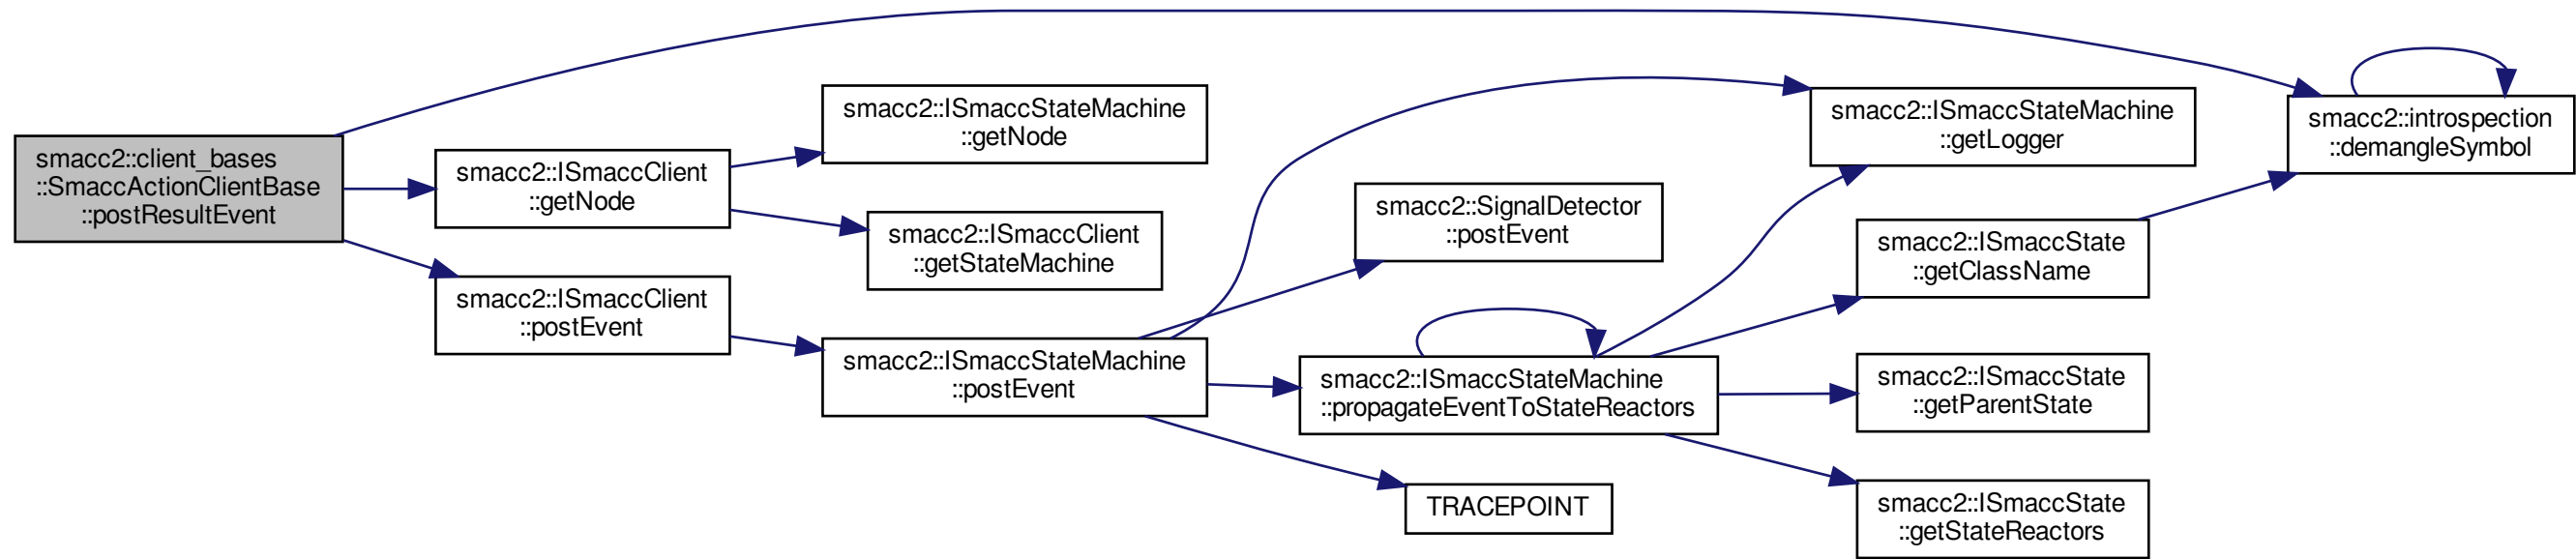 smacc2::client_bases
::SmaccActionClientBase
::postResultEvent
smacc2::ISmaccClient
::getNode
smacc2::ISmaccClient
::postEvent
smacc2::ISmaccStateMachine
::getNode
smacc2::ISmaccClient
::getStateMachine
smacc2::ISmaccStateMachine
::postEvent
smacc2::SignalDetector
::postEvent
smacc2::ISmaccStateMachine
::propagateEventToStateReactors
TRACEPOINT
smacc2::ISmaccStateMachine
::getLogger
smacc2::ISmaccState
::getClassName
smacc2::ISmaccState
::getParentState
smacc2::ISmaccState
::getStateReactors
smacc2::introspection
::demangleSymbol